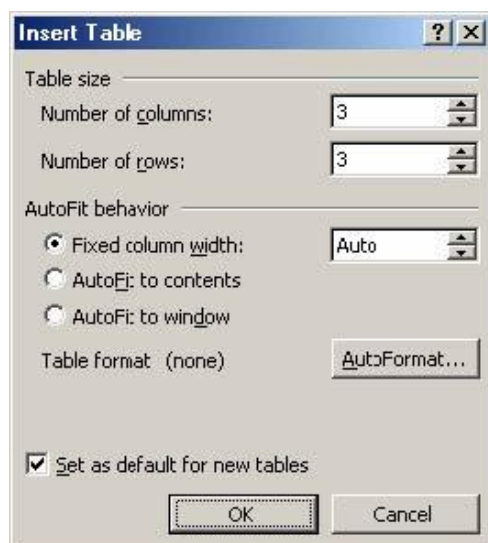 Insert Table
Table size
Number of columns: 3
Number of rows: 3
AutoFit behavior
Fixed column width: Auto
AutoFit to contents
AutoFit to window
Table format (none) AutoFormat...
Set as default for new tables
OK Cancel